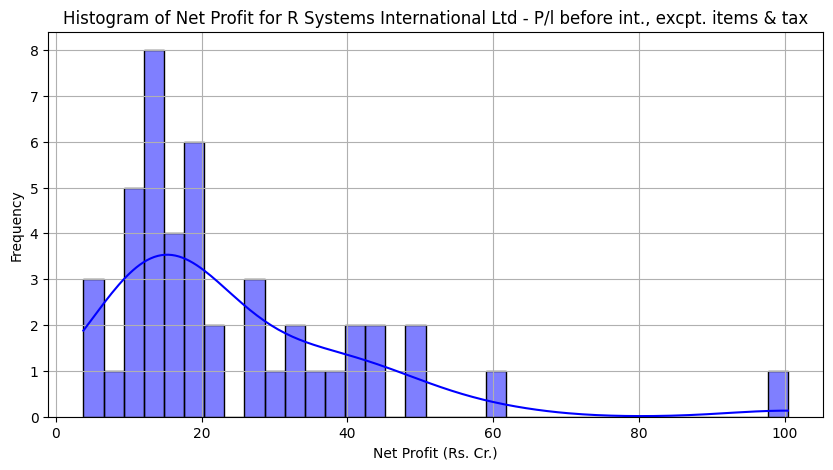 Histogram of Net Profit for R Systems International Ltd - P/l before int., excpt. items & tax
8
7
6
5
4
3
2
1
0
Frequency
0 20 40 60 80 100
Net Profit (Rs. Cr.)